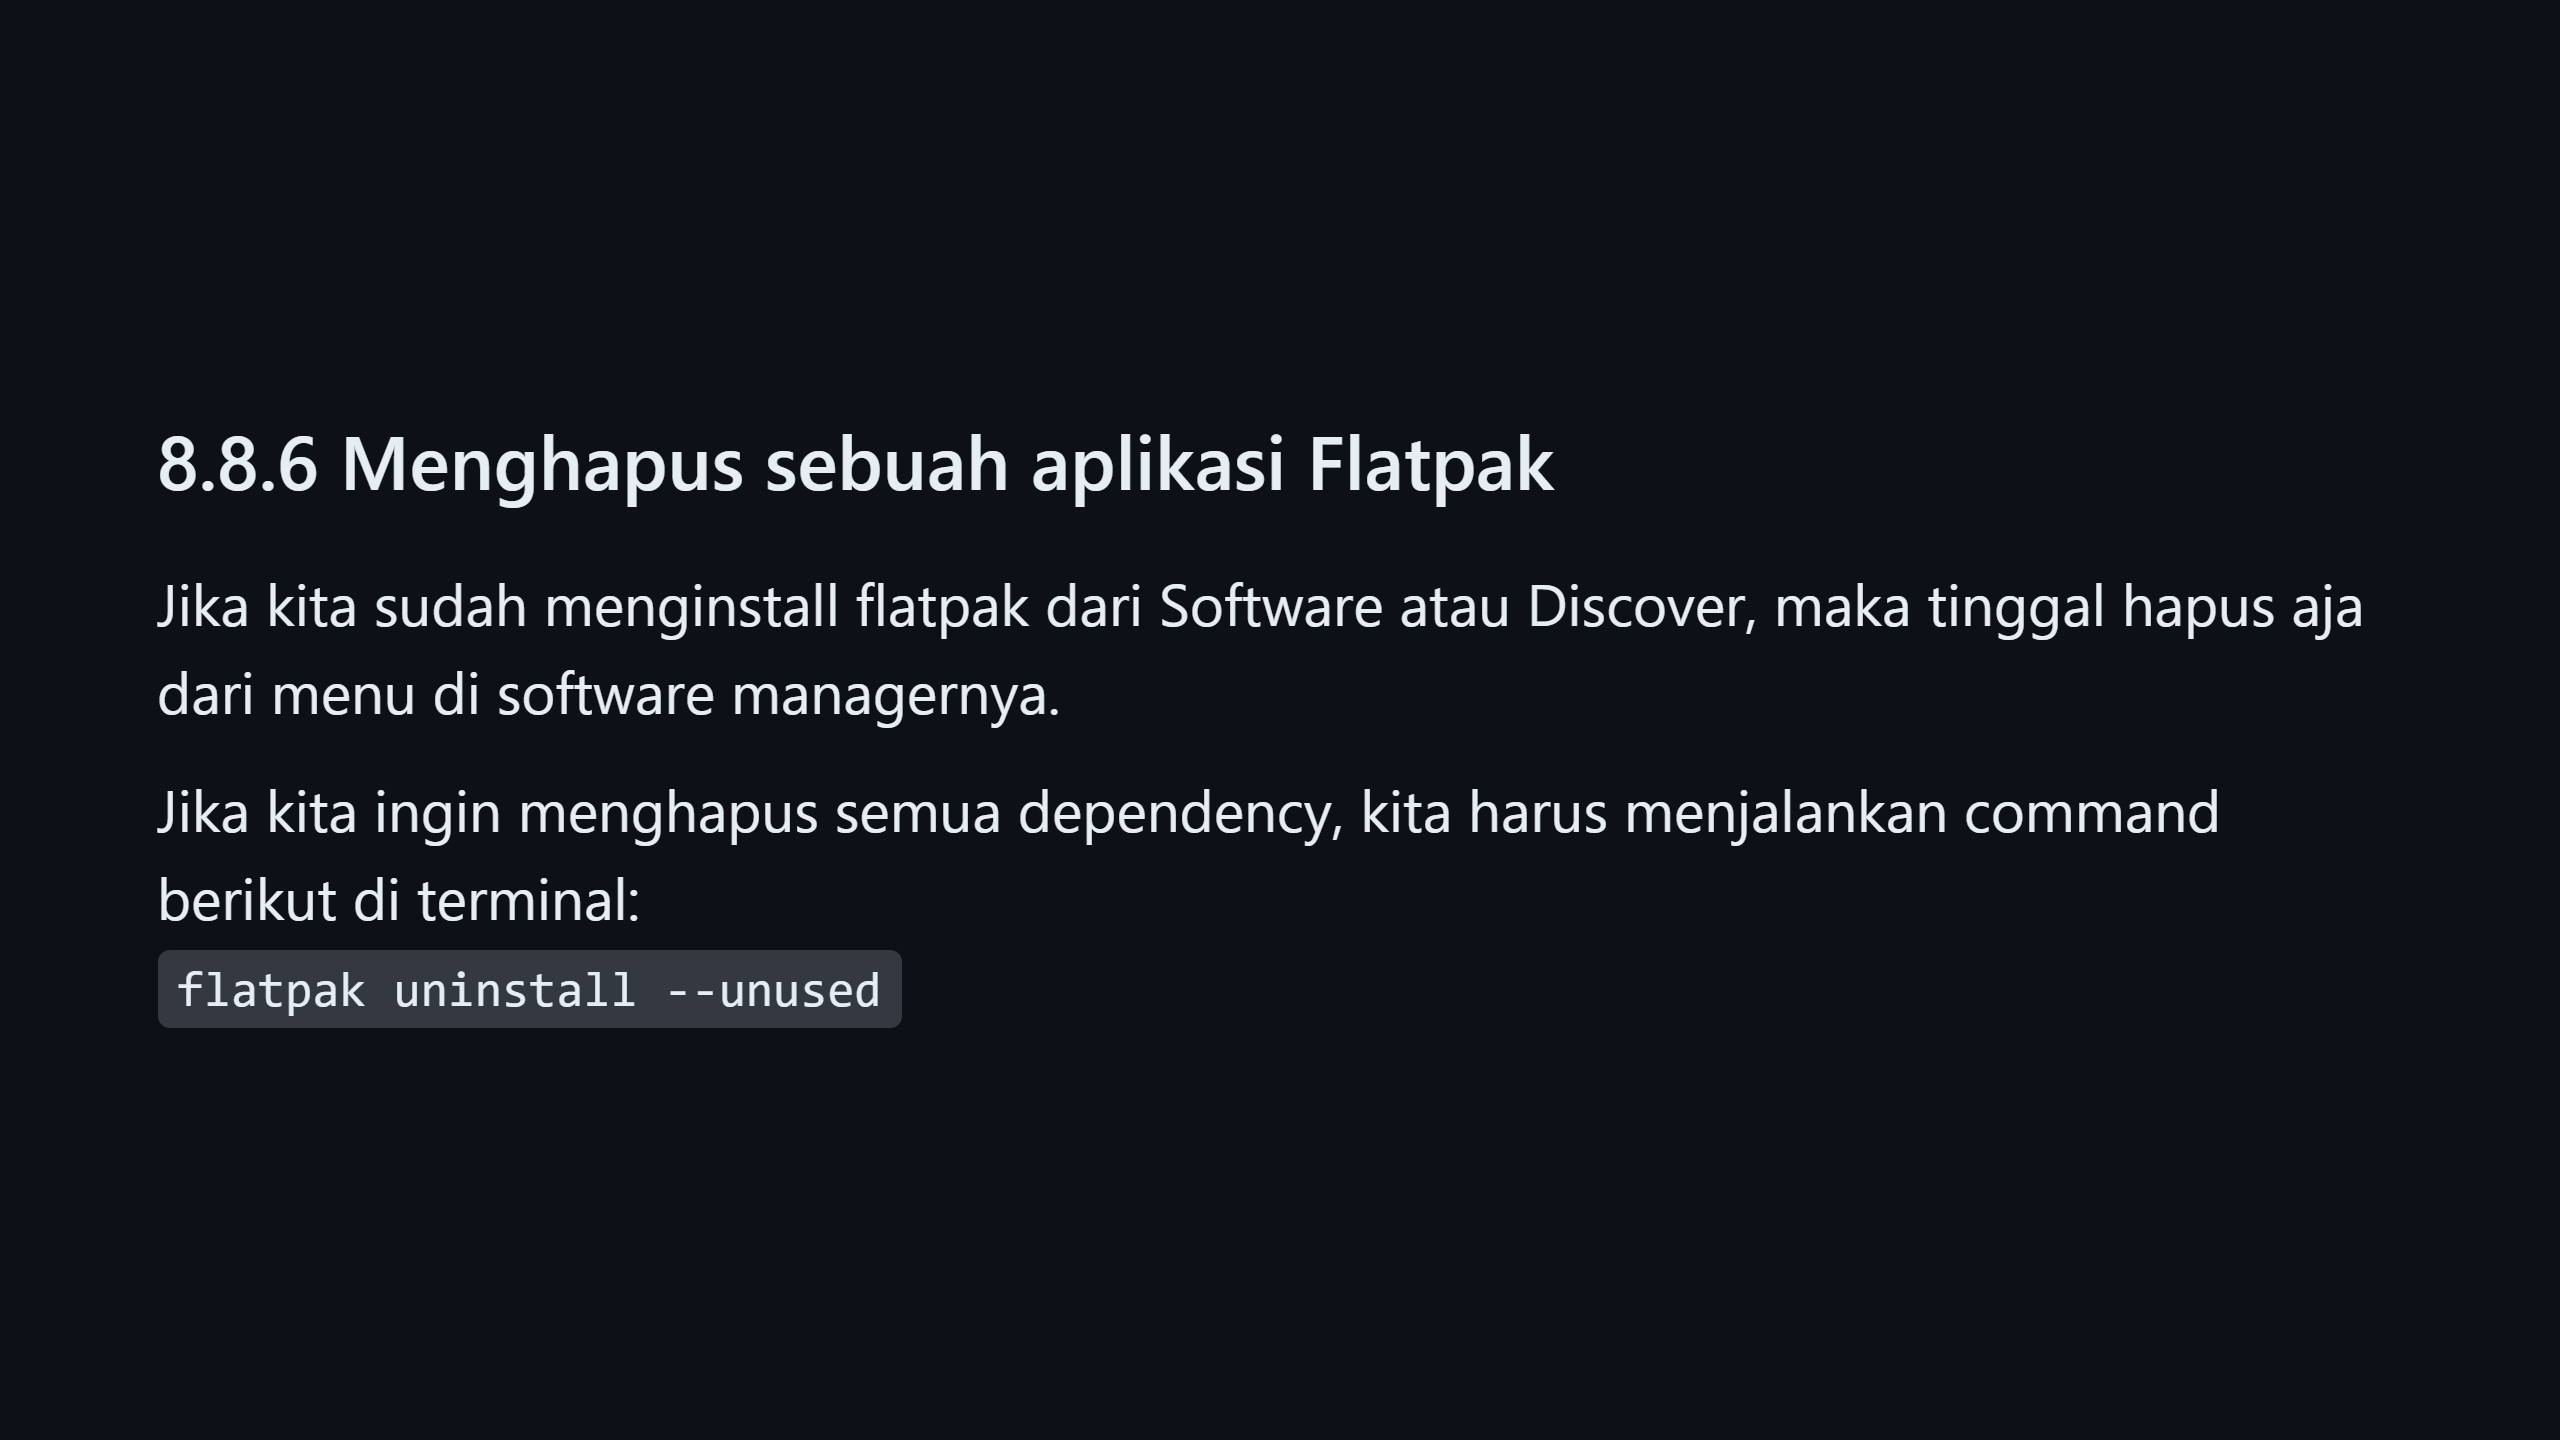 8.8.6 Menghapus sebuah aplikasi Flatpak
Jika kita sudah menginstall flatpak dari Software atau Discover, maka tinggal hapus aja
dari menu di software managernya.
Jika kita ingin menghapus semua dependency, kita harus menjalankan command
berikut di terminal:
flatpak uninstall --unused